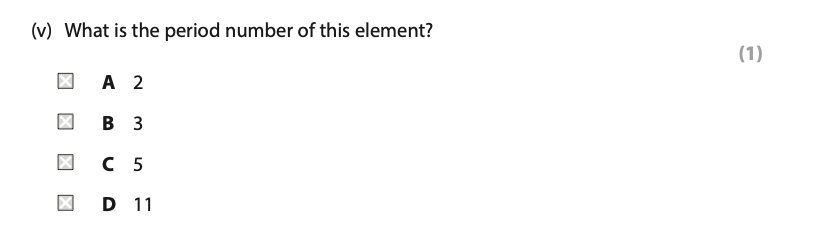 (v) What is the period number of this element?
(1)
A 2
B 3
C 5
D 11